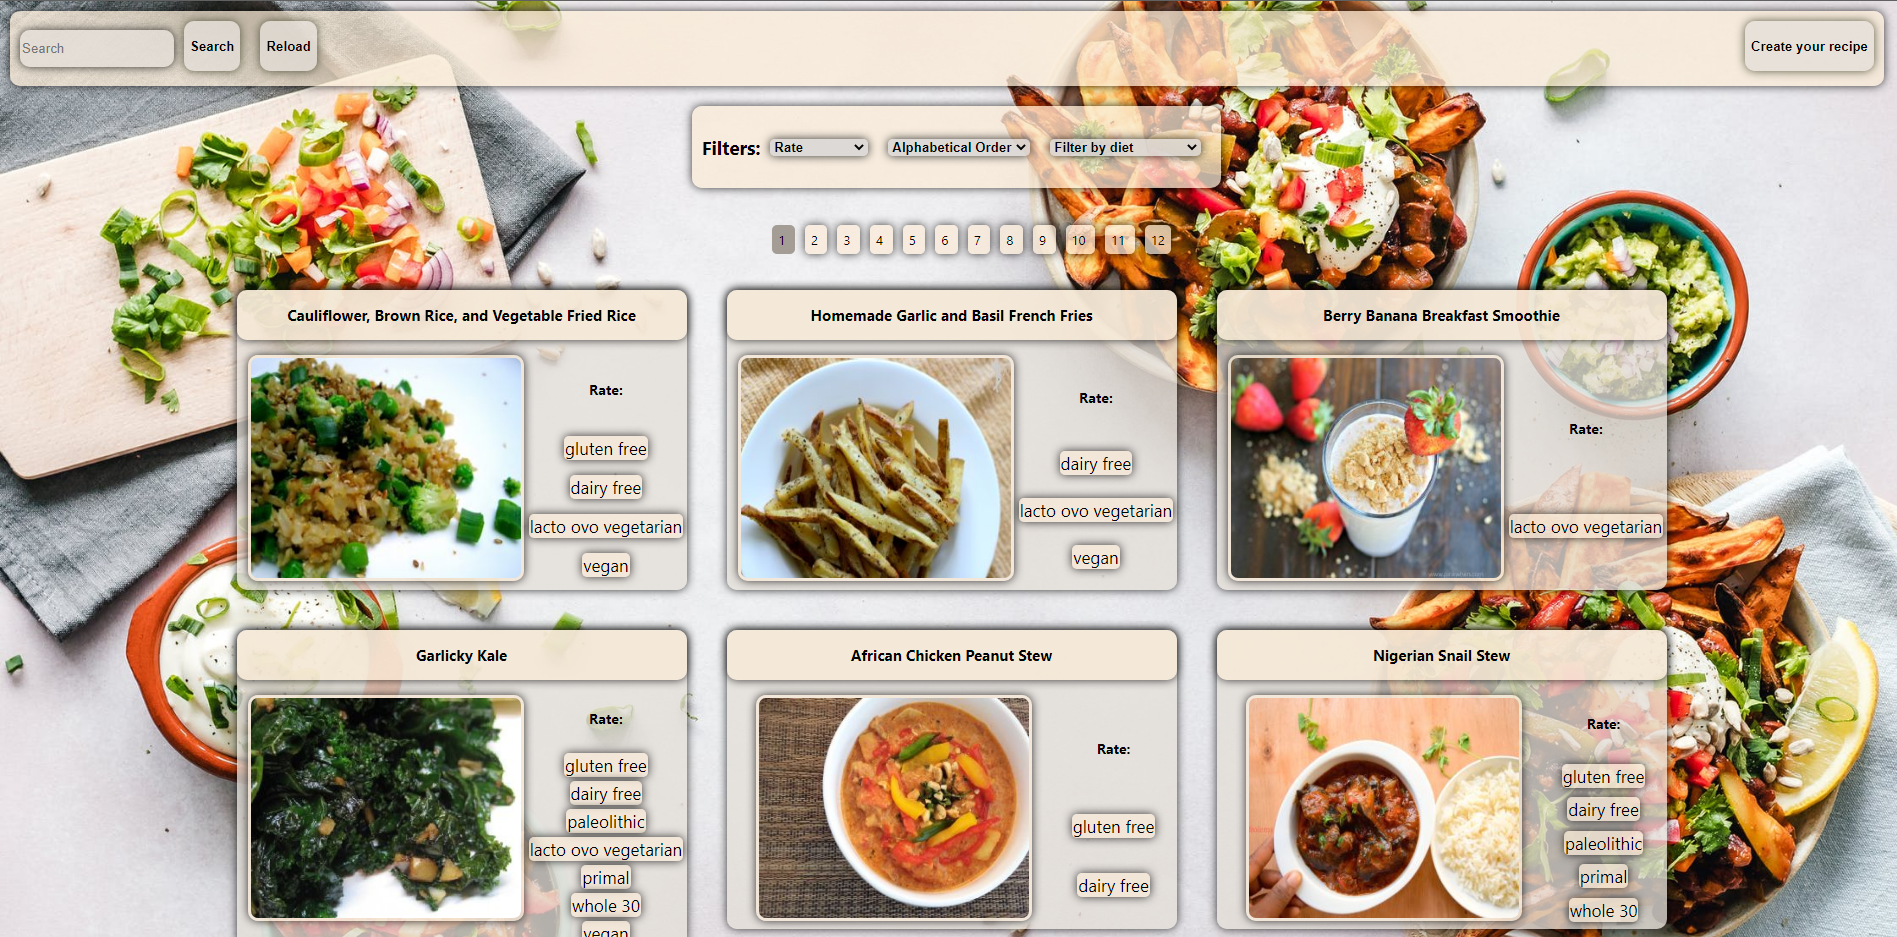 Search
Search
Reload
Create your recipe
Filters:
Rate
Alphabetical Order
Filter by diet
1 2 3 4 5 6 7 8 9 10 11 12
Cauliflower, Brown Rice, and Vegetable Fried Rice
Rate:
gluten free
dairy free
lacto ovo vegetarian
vegan
Homemade Garlic and Basil French Fries
Rate:
dairy free
lacto ovo vegetarian
vegan
Berry Banana Breakfast Smoothie
Rate:
lacto ovo vegetarian
Garlicky Kale
Rate:
gluten free
dairy free
paleolithic
lacto ovo vegetarian
primal
whole 30
vegan
African Chicken Peanut Stew
Rate:
gluten free
dairy free
Nigerian Snail Stew
Rate:
gluten free
dairy free
paleolithic
primal
whole 30